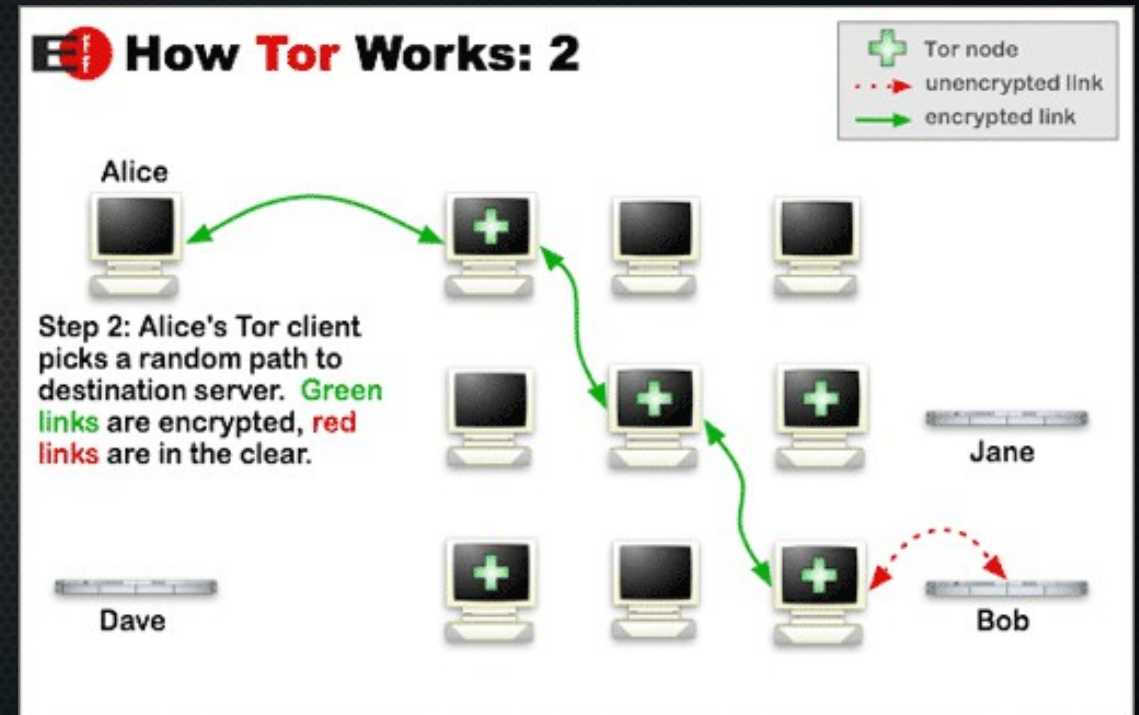 EFF How Tor Works: 2
Tor node
unencrypted link
encrypted link
Alice
Step 2: Alice's Tor client
picks a random path to
destination server. Green
links are encrypted, red
links are in the clear.
Jane
Dave
Bob